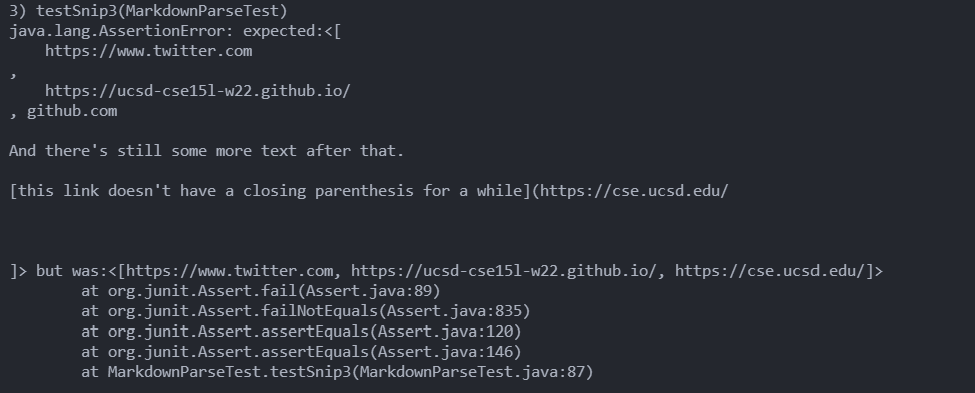 3) testSnip3(MarkdownParseTest)
java.lang.AssertionError: expected:<[
    https://www.twitter.com
,
    https://ucsd-cse15l-w22.github.io/
, github.com
And there's still some more text after that.
[this link doesn't have a closing parenthesis for a while](https://cse.ucsd.edu/
]> but was:<[https://www.twitter.com, https://ucsd-cse15l-w22.github.io/, https://cse.ucsd.edu/]>
        at org.junit.Assert.fail(Assert.java:89)
        at org.junit.Assert.failNotEquals(Assert.java:835)
        at org.junit.Assert.assertEquals(Assert.java:120)
        at org.junit.Assert.assertEquals(Assert.java:146)
        at MarkdownParseTest.testSnip3(MarkdownParseTest.java:87)